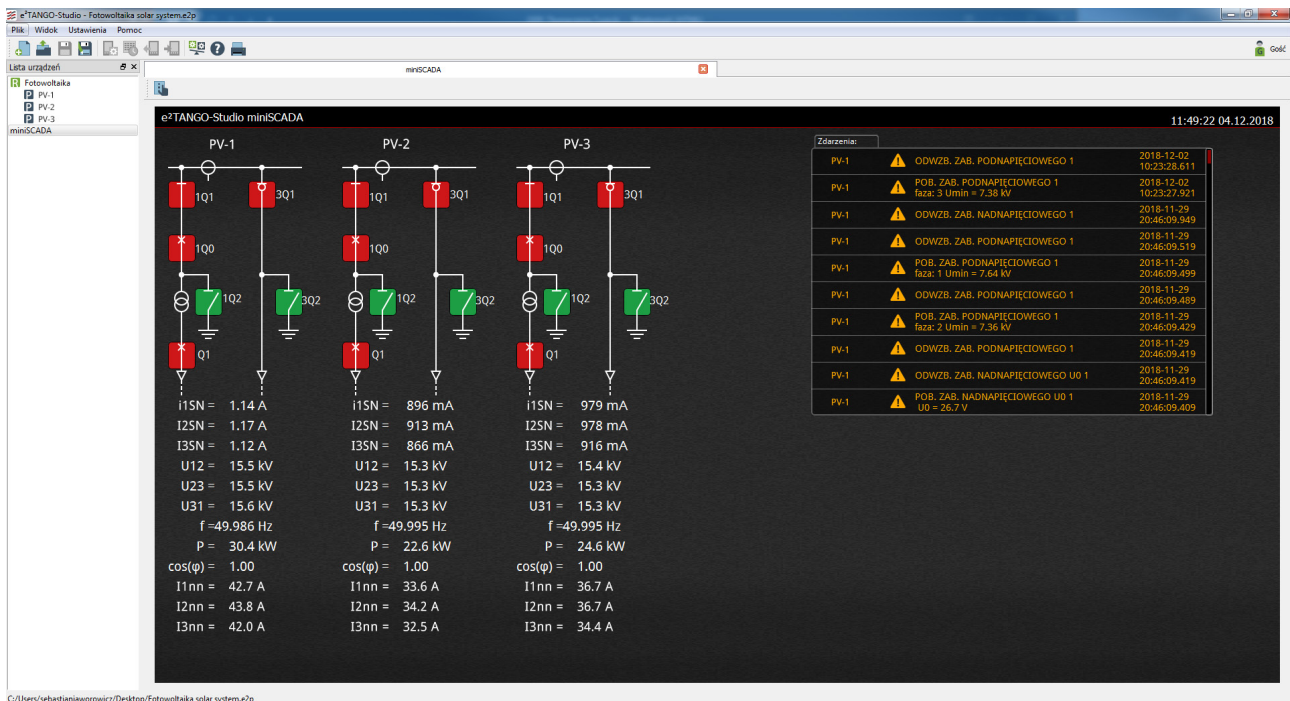 e²TANGO-Studio - Fotowoltaika solar system.e2p
Plik Widok Ustawienia Pomoc
Gość
Lista urządzeń
miniSCADA
Fotowoltaika
PV-1
PV-2
PV-3
miniSCADA
e²TANGO-Studio miniSCADA
11:49:22 04.12.2018
PV-1 PV-2 PV-3
1Q1 3Q1 1Q1 3Q1 1Q1 3Q1
1Q0 1Q0 1Q0
1Q2 3Q2 1Q2 3Q2 1Q2 3Q2
Q1 Q1 Q1
i1SN = 1.14 A i1SN = 896 mA i1SN = 979 mA
I2SN = 1.17 A I2SN = 913 mA I2SN = 978 mA
I3SN = 1.12 A I3SN = 866 mA I3SN = 916 mA
U12 = 15.5 kV U12 = 15.3 kV U12 = 15.4 kV
U23 = 15.5 kV U23 = 15.3 kV U23 = 15.3 kV
U31 = 15.6 kV U31 = 15.3 kV U31 = 15.3 kV
f =49.986 Hz f =49.995 Hz f =49.995 Hz
P = 30.4 kW P = 22.6 kW P = 24.6 kW
cos(φ) = 1.00 cos(φ) = 1.00 cos(φ) = 1.00
I1nn = 42.7 A I1nn = 33.6 A I1nn = 36.7 A
I2nn = 43.8 A I2nn = 34.2 A I2nn = 36.7 A
I3nn = 42.0 A I3nn = 32.5 A I3nn = 34.4 A
Zdarzenia:
PV-1 ODWZB. ZAB. PODNAPIĘCIOWEGO 1 2018-12-02
10:23:28.611
PV-1 POB. ZAB. PODNAPIĘCIOWEGO 1 2018-12-02
faza: 3 Umin = 7.38 kV 10:23:27.921
PV-1 ODWZB. ZAB. NADNAPIĘCIOWEGO 1 2018-11-29
20:46:09.949
PV-1 ODWZB. ZAB. PODNAPIĘCIOWEGO 1 2018-11-29
20:46:09.519
PV-1 POB. ZAB. PODNAPIĘCIOWEGO 1 2018-11-29
faza: 1 Umin = 7.64 kV 20:46:09.499
PV-1 ODWZB. ZAB. PODNAPIĘCIOWEGO 1 2018-11-29
20:46:09.489
PV-1 POB. ZAB. PODNAPIĘCIOWEGO 1 2018-11-29
faza: 2 Umin = 7.36 kV 20:46:09.429
PV-1 ODWZB. ZAB. PODNAPIĘCIOWEGO 1 2018-11-29
20:46:09.419
PV-1 ODWZB. ZAB. NADNAPIĘCIOWEGO U0 1 2018-11-29
20:46:09.419
PV-1 POB. ZAB. NADNAPIĘCIOWEGO U0 1 2018-11-29
U0 = 26.7 V 20:46:09.409
C:/Users/sebastianjaworowicz/Desktop/Fotowoltaika solar system.e2p